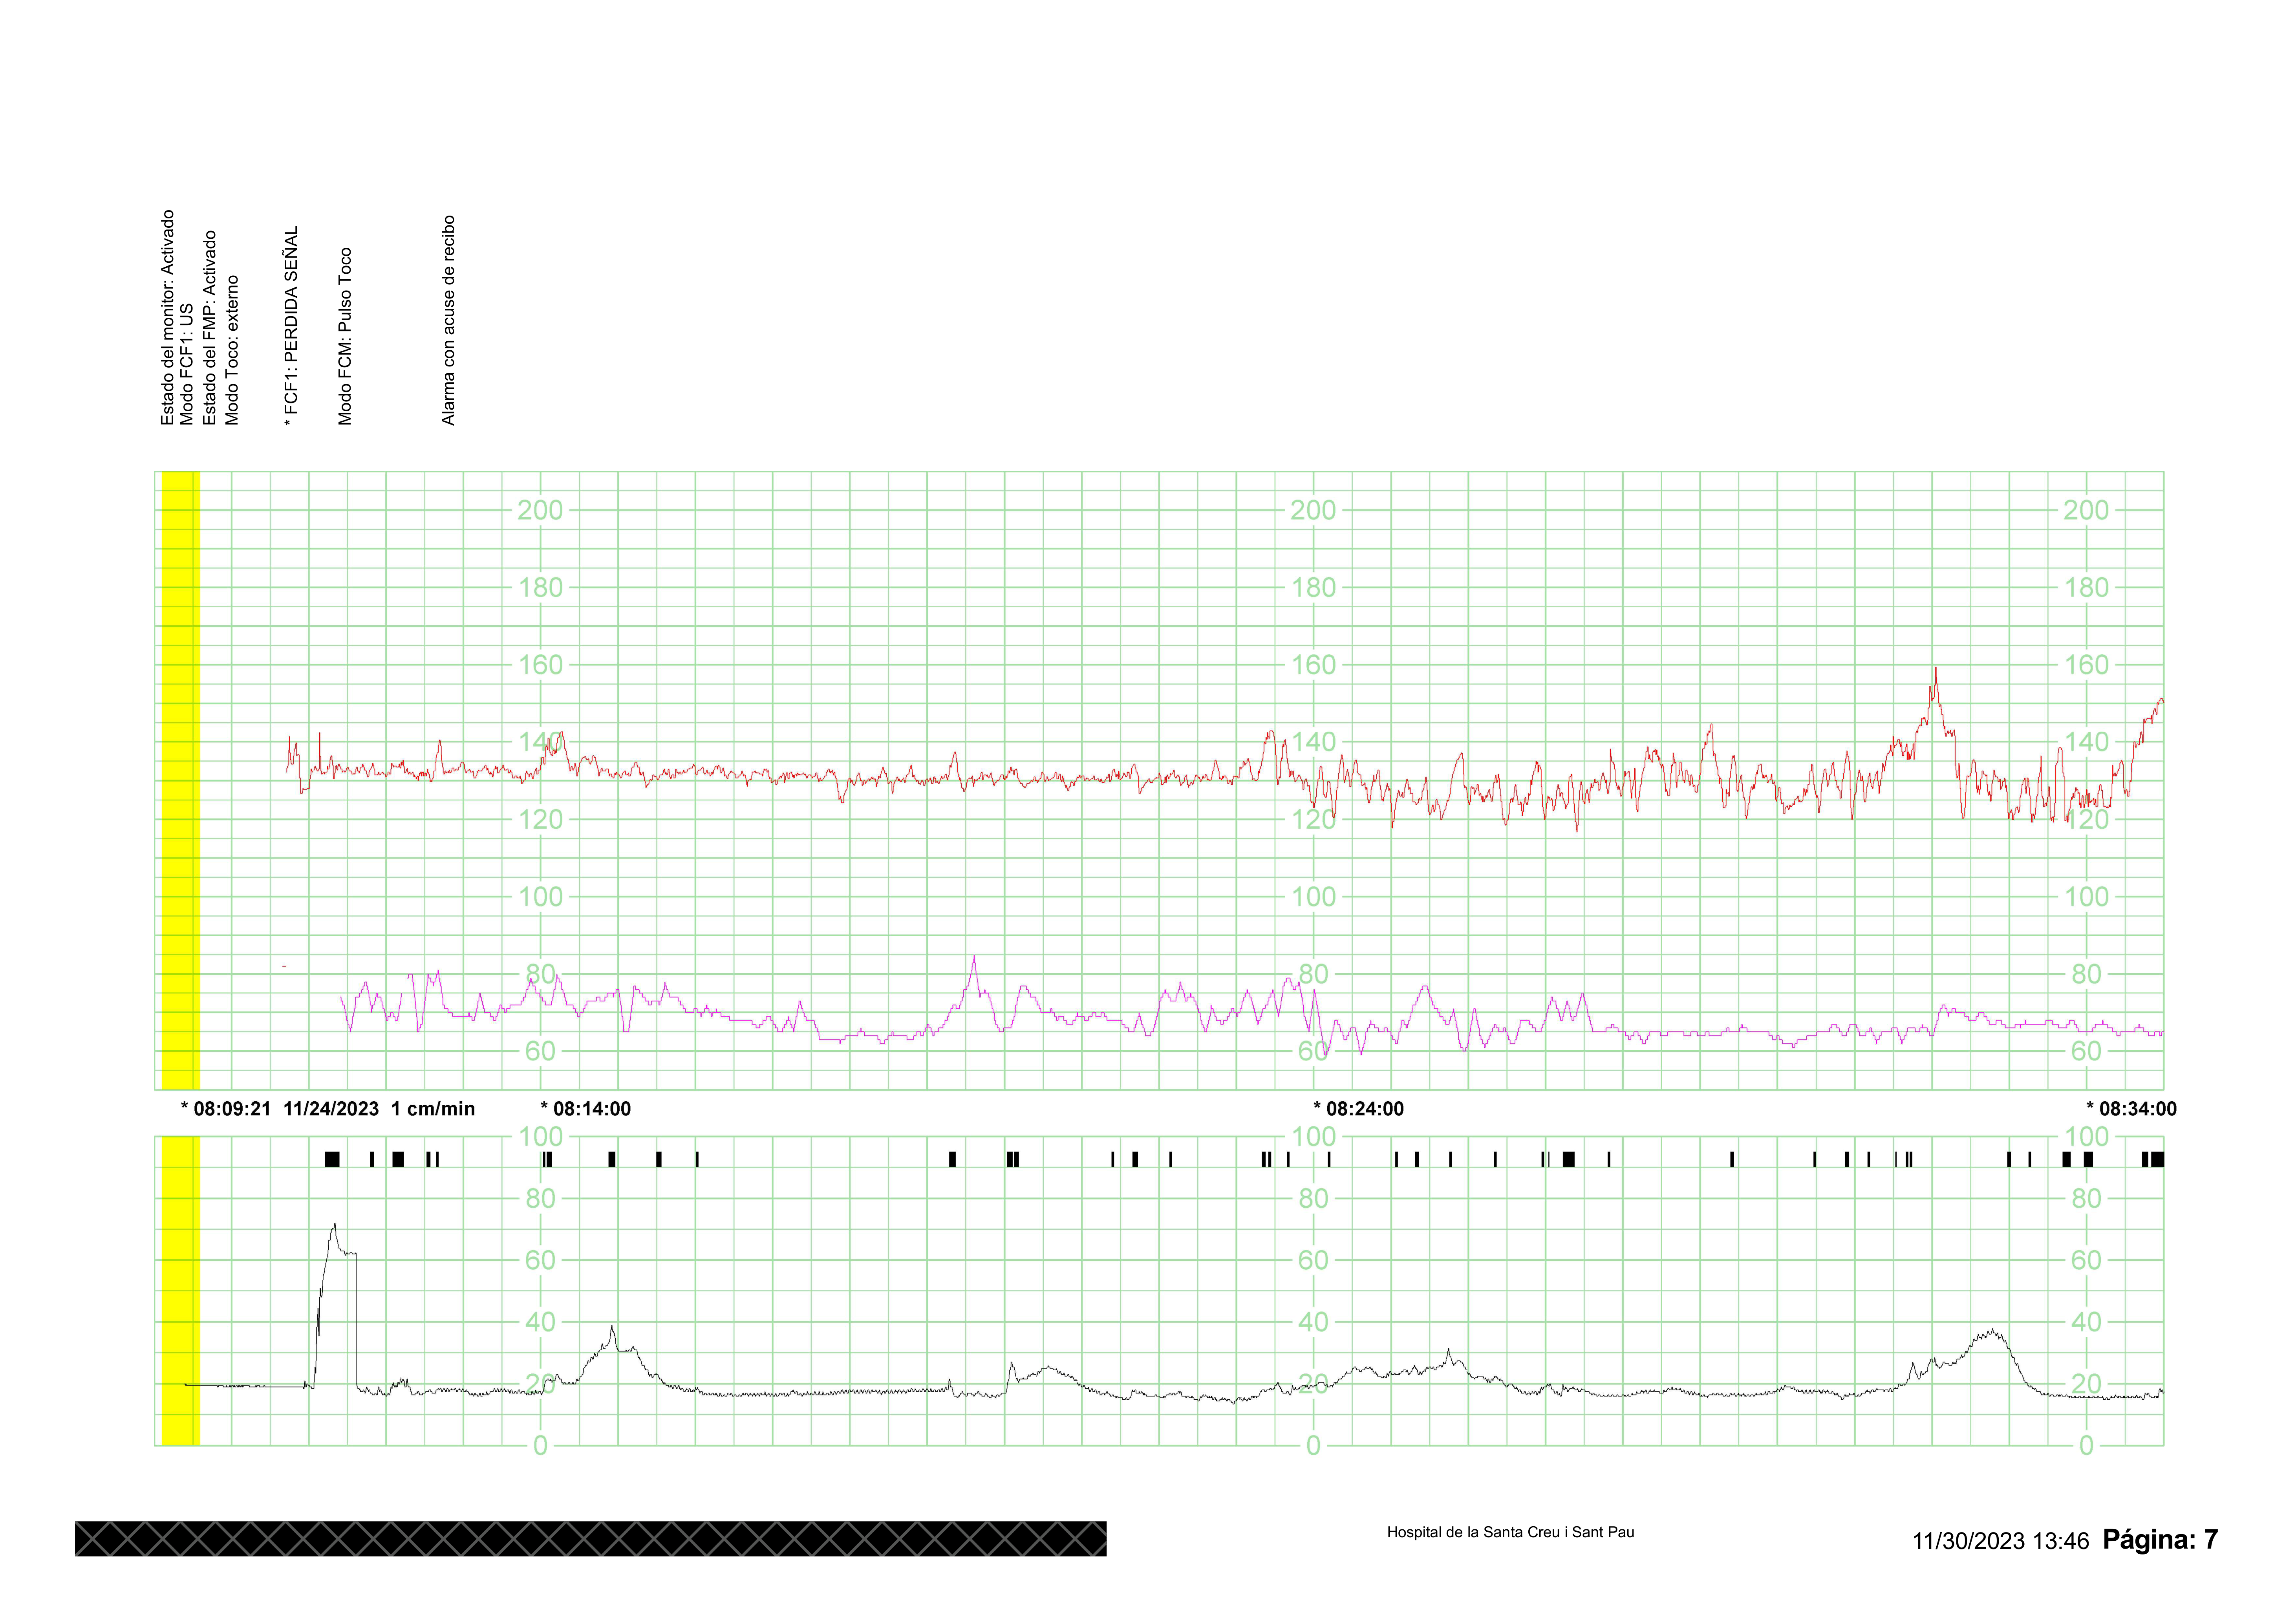 Estado del monitor: Activado
Modo FCF1: US
Estado del FMP: Activado
Modo Toco: externo
* FCF1: PERDIDA SEÑAL
Modo FCM: Pulso Toco
Alarma con acuse de recibo
200 200 200
180 180 180
160 160 160
140 140 140
120 120 120
100 100 100
80 80 80
60 60 60
* 08:09:21 11/24/2023 1 cm/min * 08:14:00 * 08:24:00 * 08:34:00
100 100 100
80 80 80
60 60 60
40 40 40
20 20 20
0 0 0
Hospital de la Santa Creu i Sant Pau
11/30/2023 13:46 Página: 7